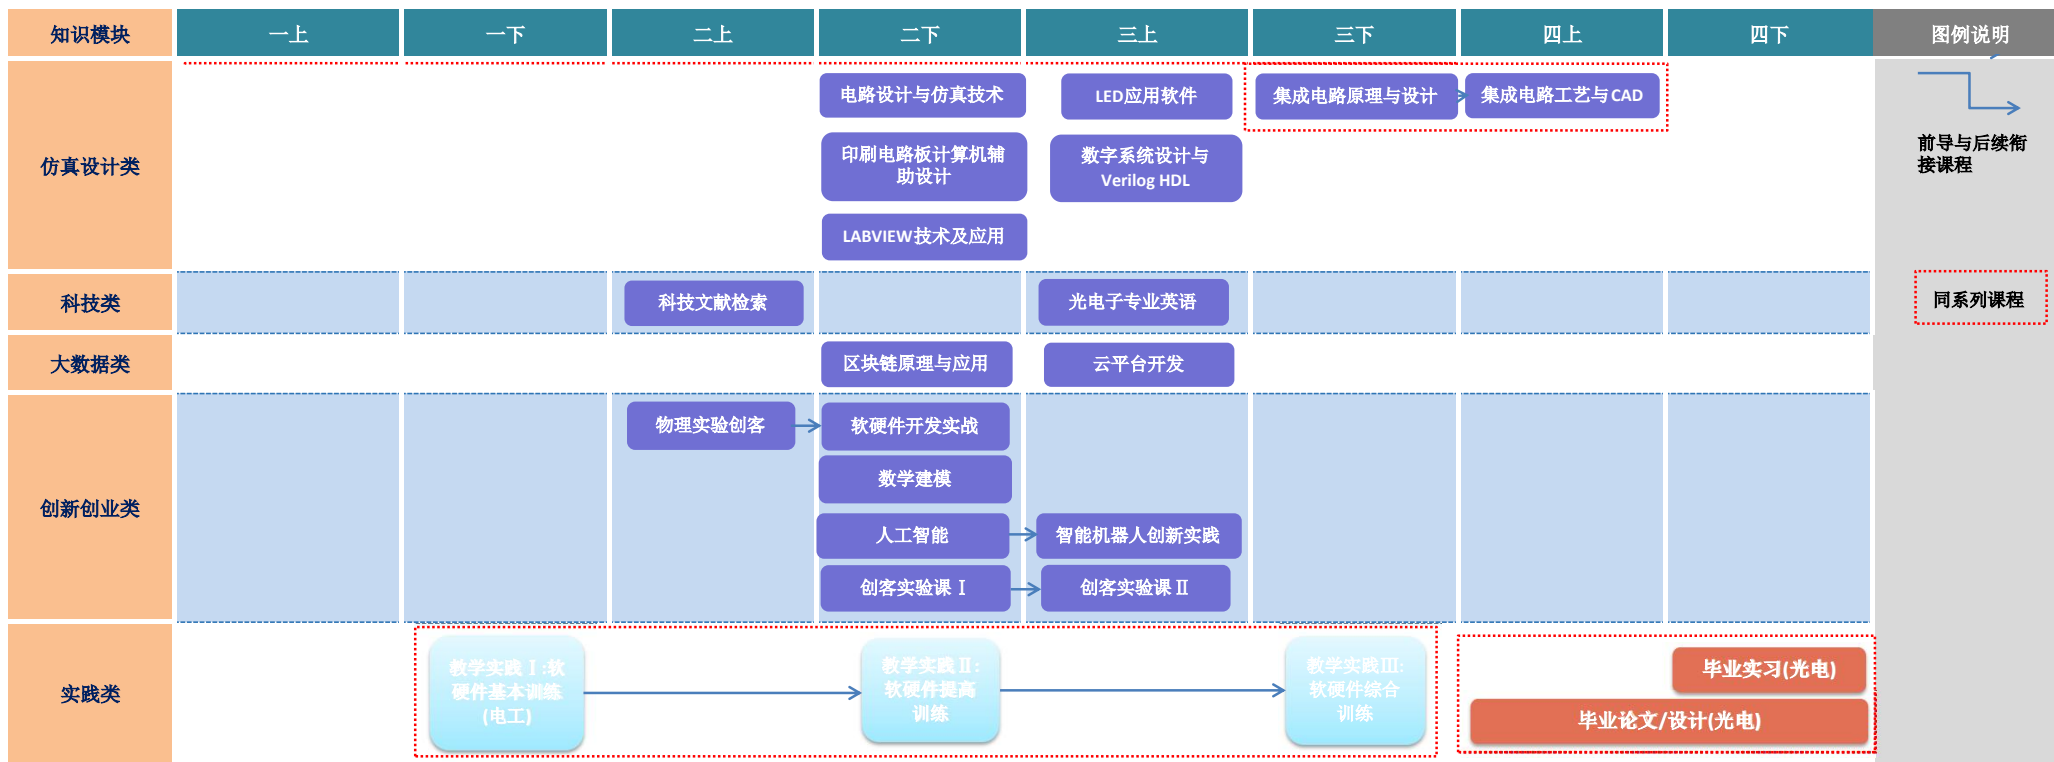 知识模块
一上
一下
二上
二下
三上
三下
四上
四下
图例说明
仿真设计类
电路设计与仿真技术
LED应用软件
集成电路原理与设计
集成电路工艺与CAD
印刷电路板计算机辅
助设计
数字系统设计与
Verilog HDL
LABVIEW技术及应用
前导与后续衔
接课程
科技类
科技文献检索
光电子专业英语
同系列课程
大数据类
区块链原理与应用
云平台开发
创新创业类
物理实验创客
软硬件开发实战
数学建模
人工智能
智能机器人创新实践
创客实验课Ⅰ
创客实验课Ⅱ
实践类
教学实践Ⅰ:软
硬件基本训练
(电工)
教学实践Ⅱ:
软硬件提高
训练
教学实践Ⅲ:
软硬件综合
训练
毕业实习(光电)
毕业论文/设计(光电)